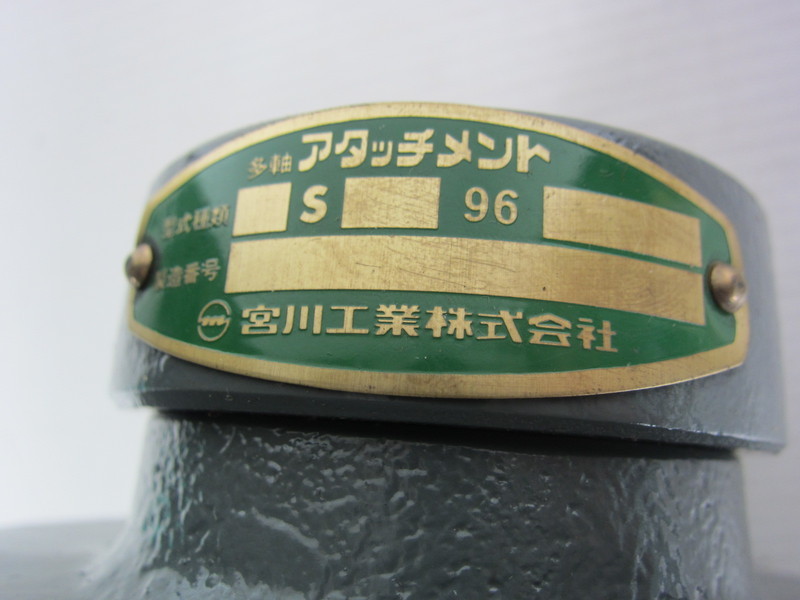 多軸 アタッチメント
型式種類 S 96
製造番号
宮川工業株式会社